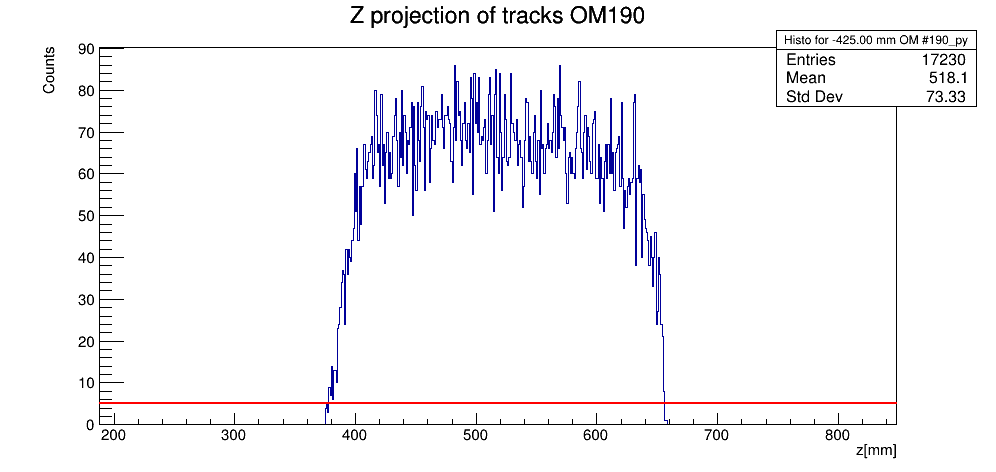 Z projection of tracks OM190
Histo for -425.00 mm OM #190_py
Entries 17230
Mean 518.1
Std Dev 73.33
Counts
90
80
70
60
50
40
30
20
10
0
200 300 400 500 600 700 800
z[mm]